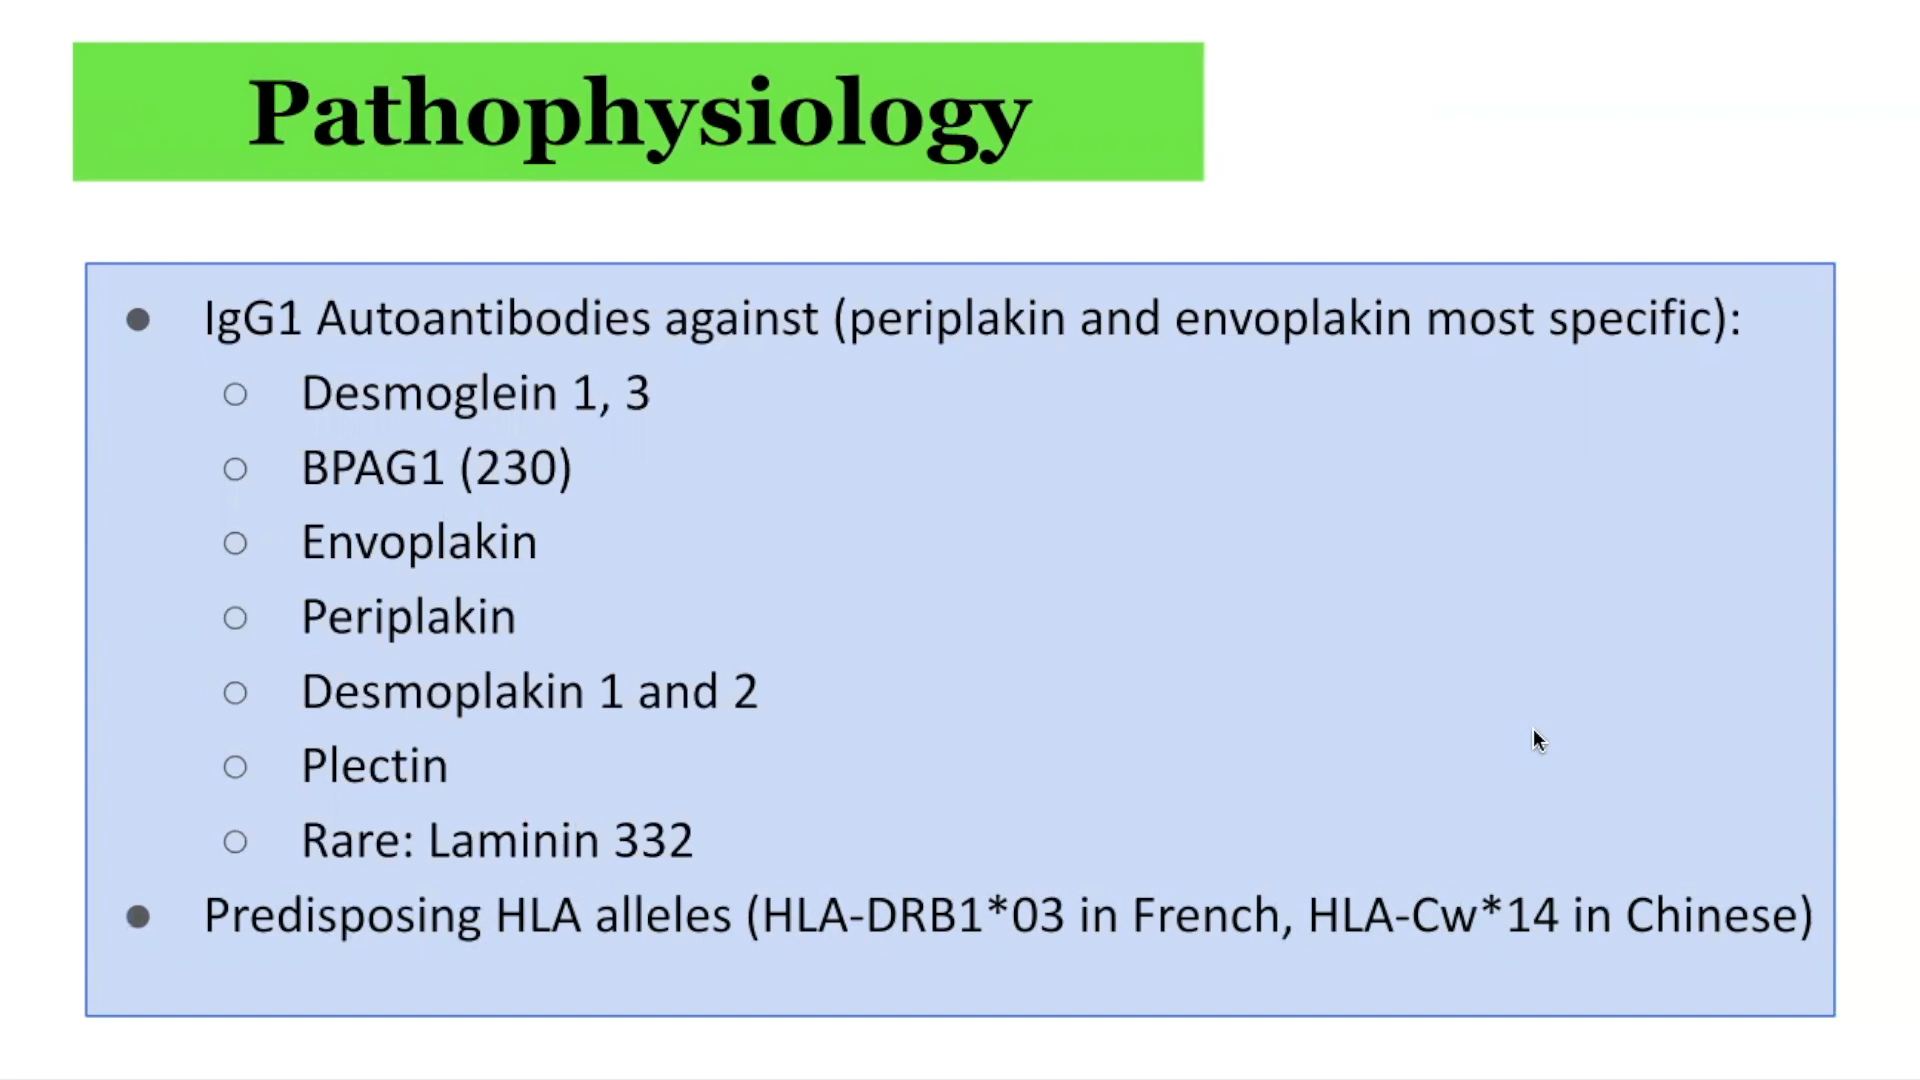 Pathophysiology
● IgG1 Autoantibodies against (periplakin and envoplakin most specific):
○ Desmoglein 1, 3
○ BPAG1 (230)
○ Envoplakin
○ Periplakin
○ Desmoplakin 1 and 2
○ Plectin
○ Rare: Laminin 332
● Predisposing HLA alleles (HLA-DRB1*03 in French, HLA-Cw*14 in Chinese)